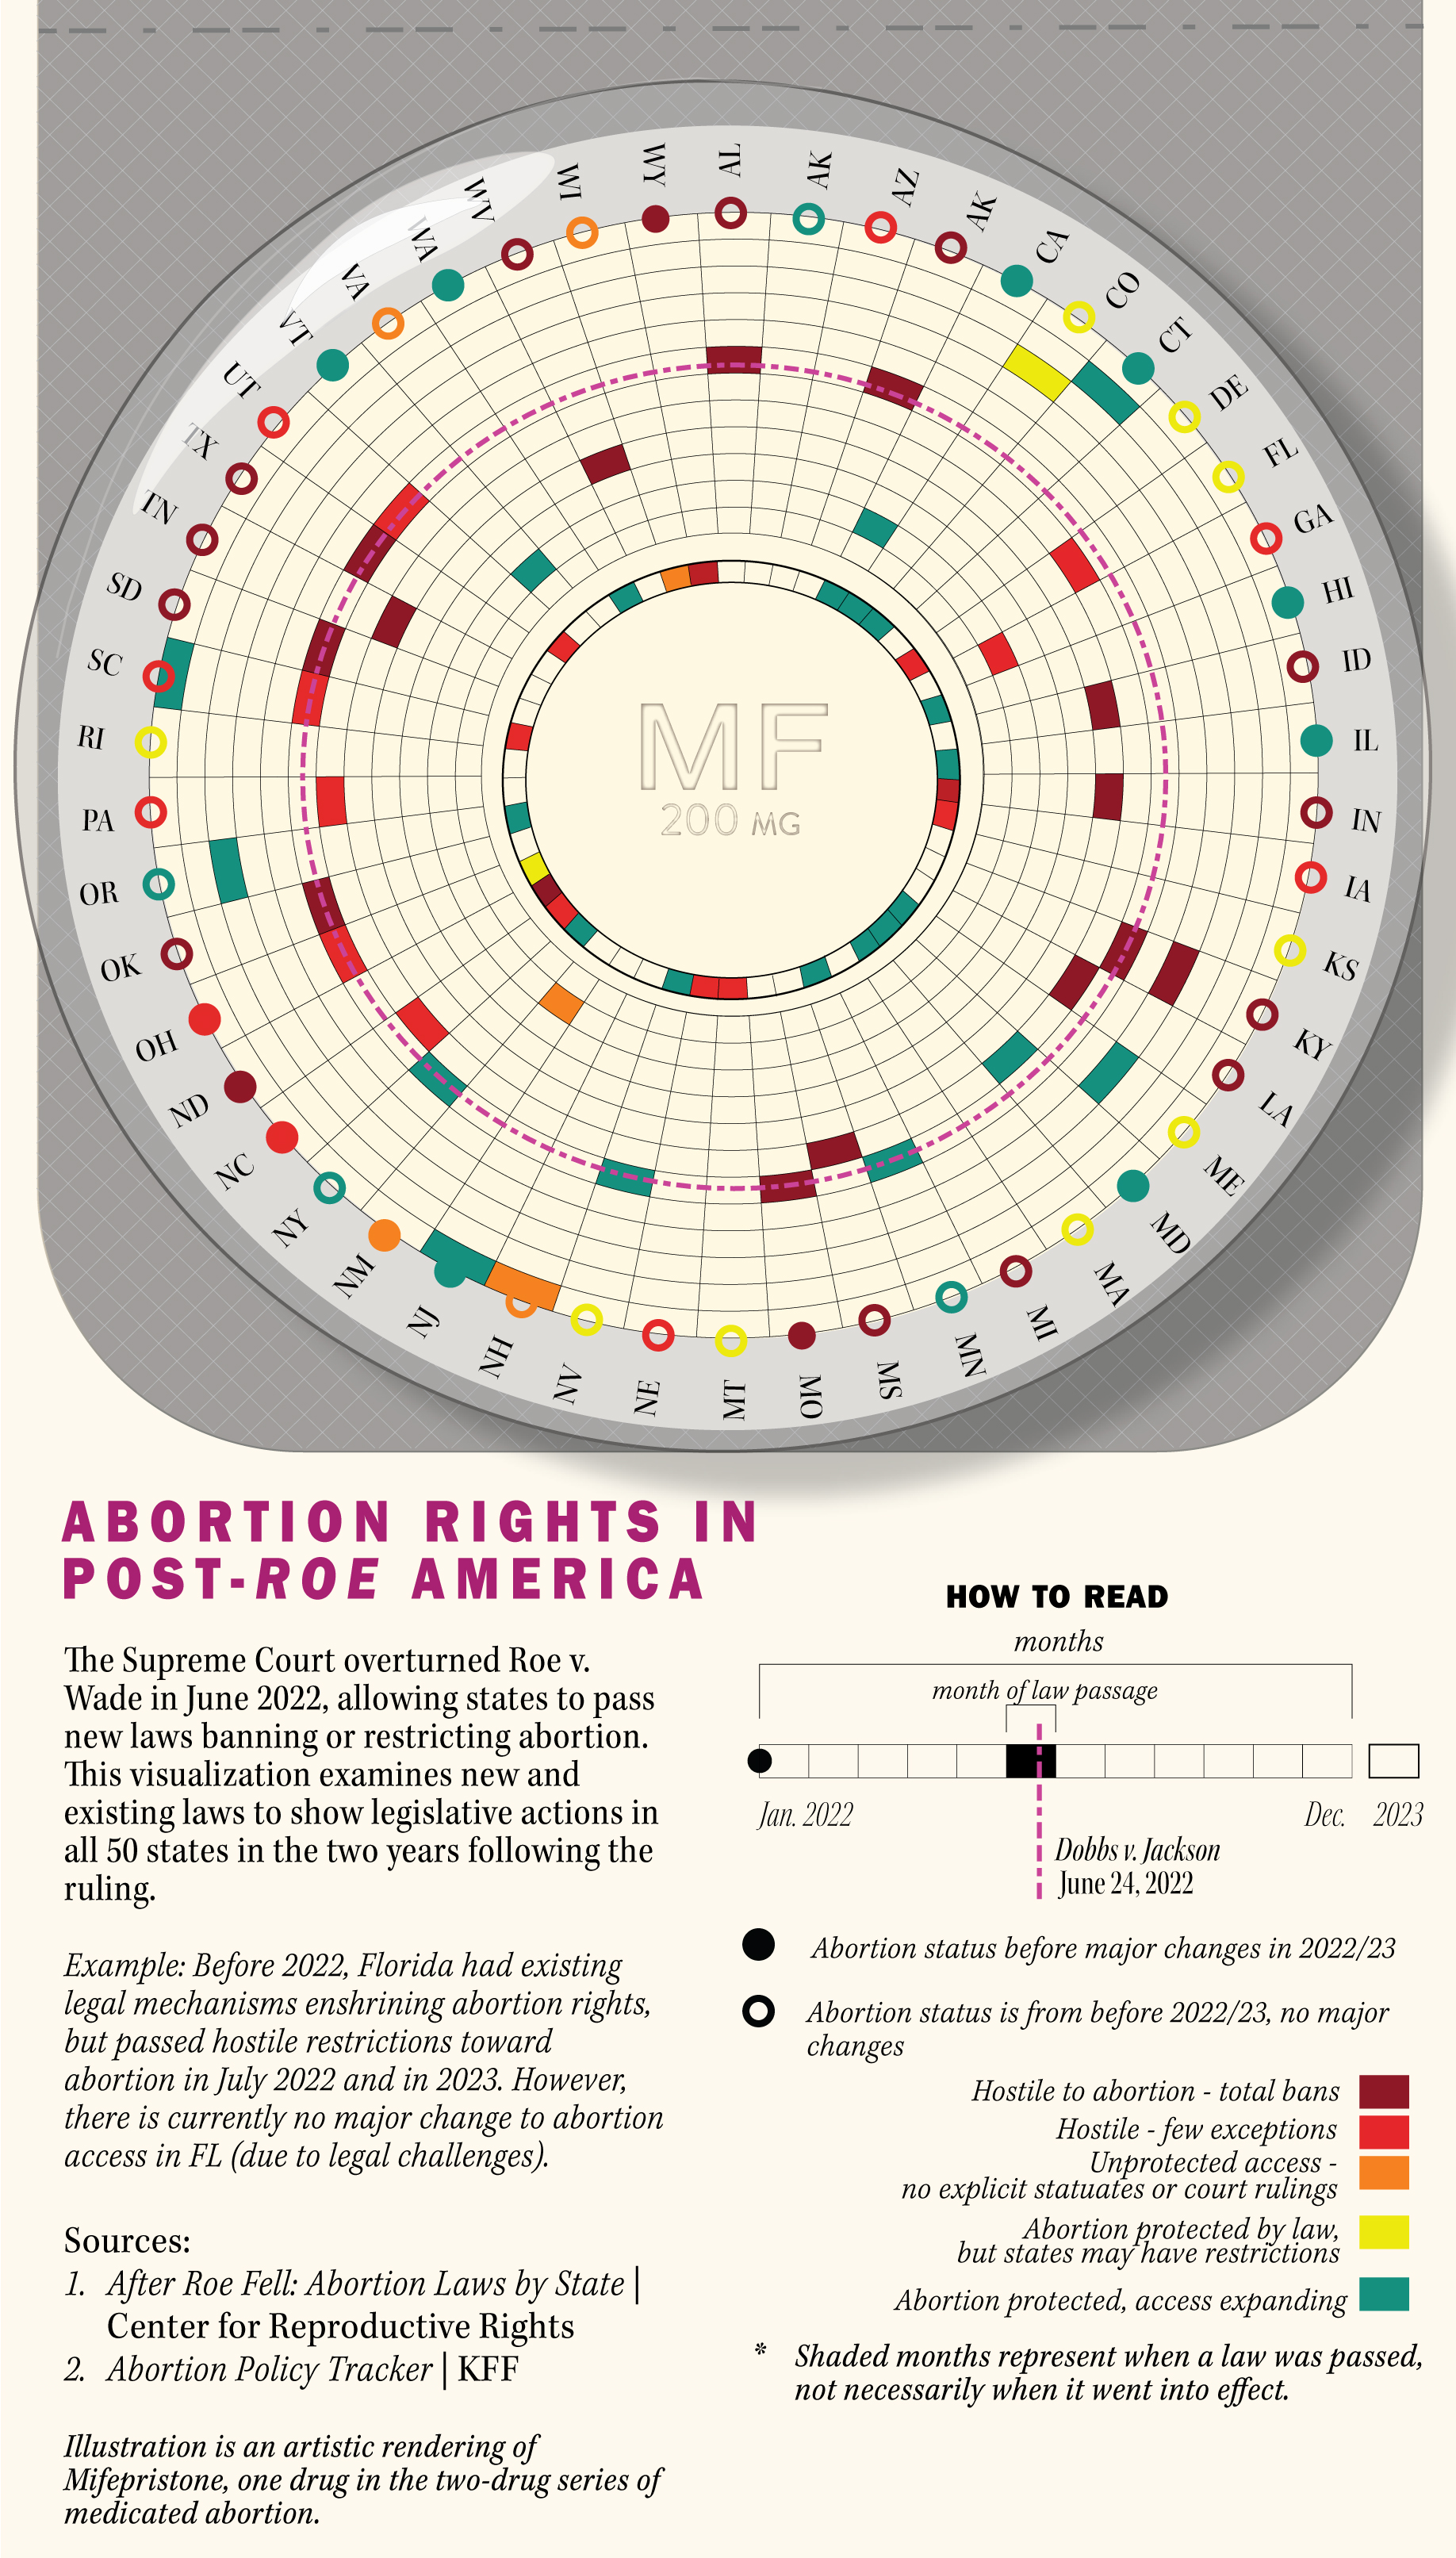 AL
AK
AZ
AK
CA
CO
CT
DE
FL
GA
HI
ID
IL
IN
IA
KS
KY
LA
ME
MD
MA
MI
MN
MS
MO
MT
NE
NV
NH
NJ
NM
NY
NC
ND
OH
OK
OR
PA
RI
SC
SD
TN
TX
UT
VT
VA
WA
WV
WI
WY
MF
200 MG
ABORTION RIGHTS IN
POST-ROE AMERICA
The Supreme Court overturned Roe v.
Wade in June 2022, allowing states to pass
new laws banning or restricting abortion.
This visualization examines new and
existing laws to show legislative actions in
all 50 states in the two years following the
ruling.
Example: Before 2022, Florida had existing
legal mechanisms enshrining abortion rights,
but passed hostile restrictions toward
abortion in July 2022 and in 2023. However,
there is currently no major change to abortion
access in FL (due to legal challenges).
Sources:
1. After Roe Fell: Abortion Laws by State |
Center for Reproductive Rights
2. Abortion Policy Tracker | KFF
Illustration is an artistic rendering of
Mifepristone, one drug in the two-drug series of
medicated abortion.
HOW TO READ
months
month of law passage
Jan. 2022
Dec.
2023
Dobbs v. Jackson
June 24, 2022
Abortion status before major changes in 2022/23
Abortion status is from before 2022/23, no major
changes
Hostile to abortion - total bans
Hostile - few exceptions
Unprotected access -
no explicit statuates or court rulings
Abortion protected by law,
but states may have restrictions
Abortion protected, access expanding
* Shaded months represent when a law was passed,
not necessarily when it went into effect.